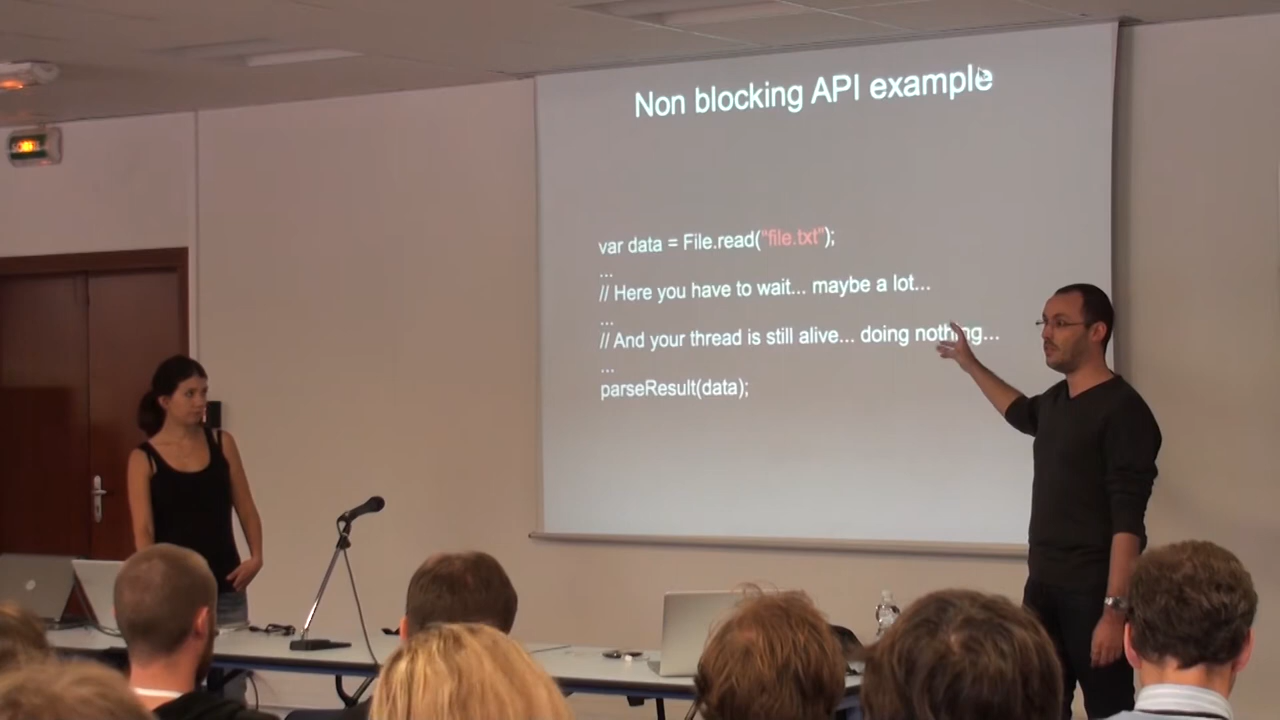 Non blocking API example
var data = File.read("file.txt");
...
// Here you have to wait... maybe a lot...
...
// And your thread is still alive... doing nothing...
...
parseResult(data);